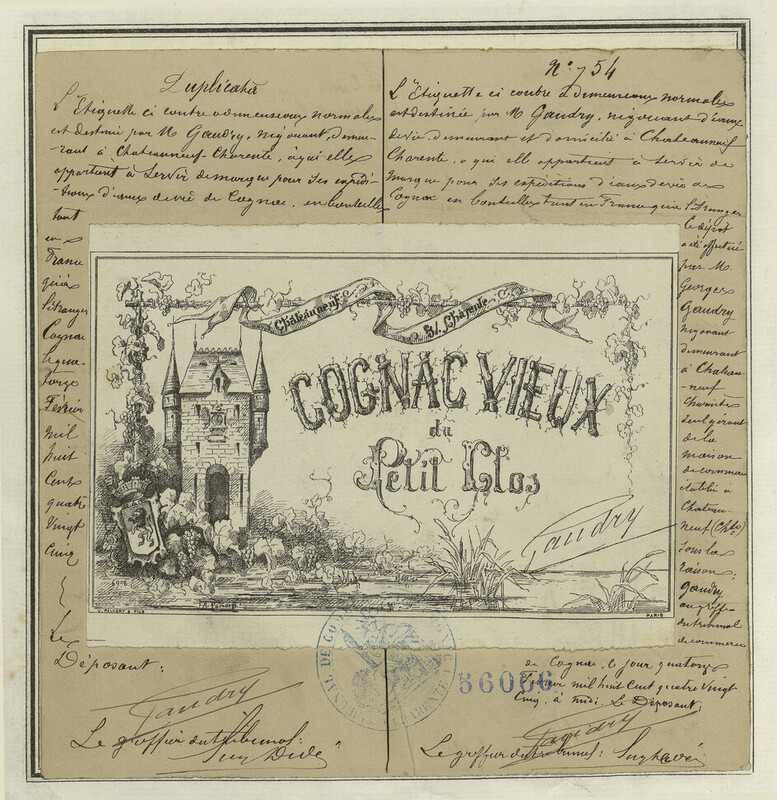 Duplicata
L'Etiquette ci contre a dimensions normales
est destinée par M Gaudry, négociant, demeu-
rant à Chateauneuf-Charente, à qui elle
appartient à servir de marque pour ses expédi-
tions d'eaux de vie de Cognac, en bouteilles
tant
en
France
qu'à
l'étranger
Cognac
le qua-
torze
Février
mil
huit
cent
quatre
vingt
cinq
Le
Déposant:
Gaudry
Le greffier du tribunal:
N° 754
L'Etiquette ci contre à dimensions normales
est destinée par M Gaudry, négociant d'eaux
de vie, demeurant et domicilié à Chateauneuf
Charente, a qui elle appartient à servir de
marque pour ses expéditions d'eaux de vie de
Cognac en bouteilles tant en France qu'à l'étranger
Le dépôt
a été effectué
par M.
Georges
Gaudry
négociant
demeurant
à Chateau-
-neuf
Charente
seul gérant
de la
maison
de commerce
établie à
Chateau-
neuf (Chte)
sous la
raison,
Gaudry
au greffe
du tribunal
de commerce
de Cognac, le jour quatorze
Février mil huit cent quatre vingt
cinq, à midi. Le Déposant:
Gaudry
Le greffier du tribunal:
Châteauneuf s/. Charente
COGNAC VIEUX
du
Petit Clos
Gaudry
6908
PARIS
56066